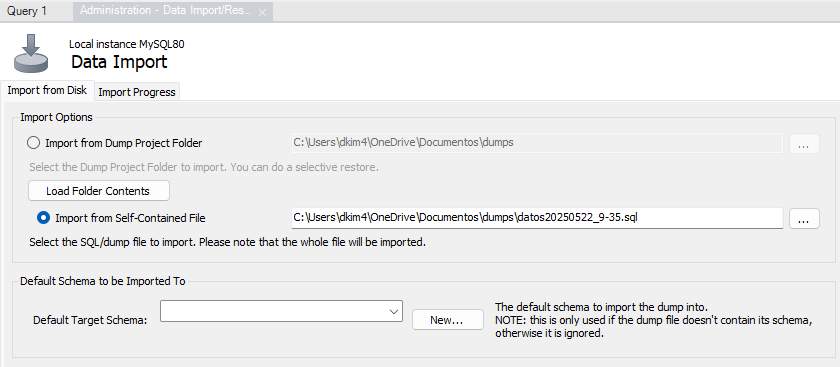 Query 1
Administration - Data Import/Res...
Local instance MySQL80
Data Import
Import from Disk
Import Progress
Import Options
Import from Dump Project Folder
C:\Users\dkim4\OneDrive\Documentos\dumps
...
Select the Dump Project Folder to import. You can do a selective restore.
Load Folder Contents
Import from Self-Contained File
C:\Users\dkim4\OneDrive\Documentos\dumps\datos20250522_9-35.sql
...
Select the SQL/dump file to import. Please note that the whole file will be imported.
Default Schema to be Imported To
Default Target Schema:
New...
The default schema to import the dump into.
NOTE: this is only used if the dump file doesn't contain its schema,
otherwise it is ignored.